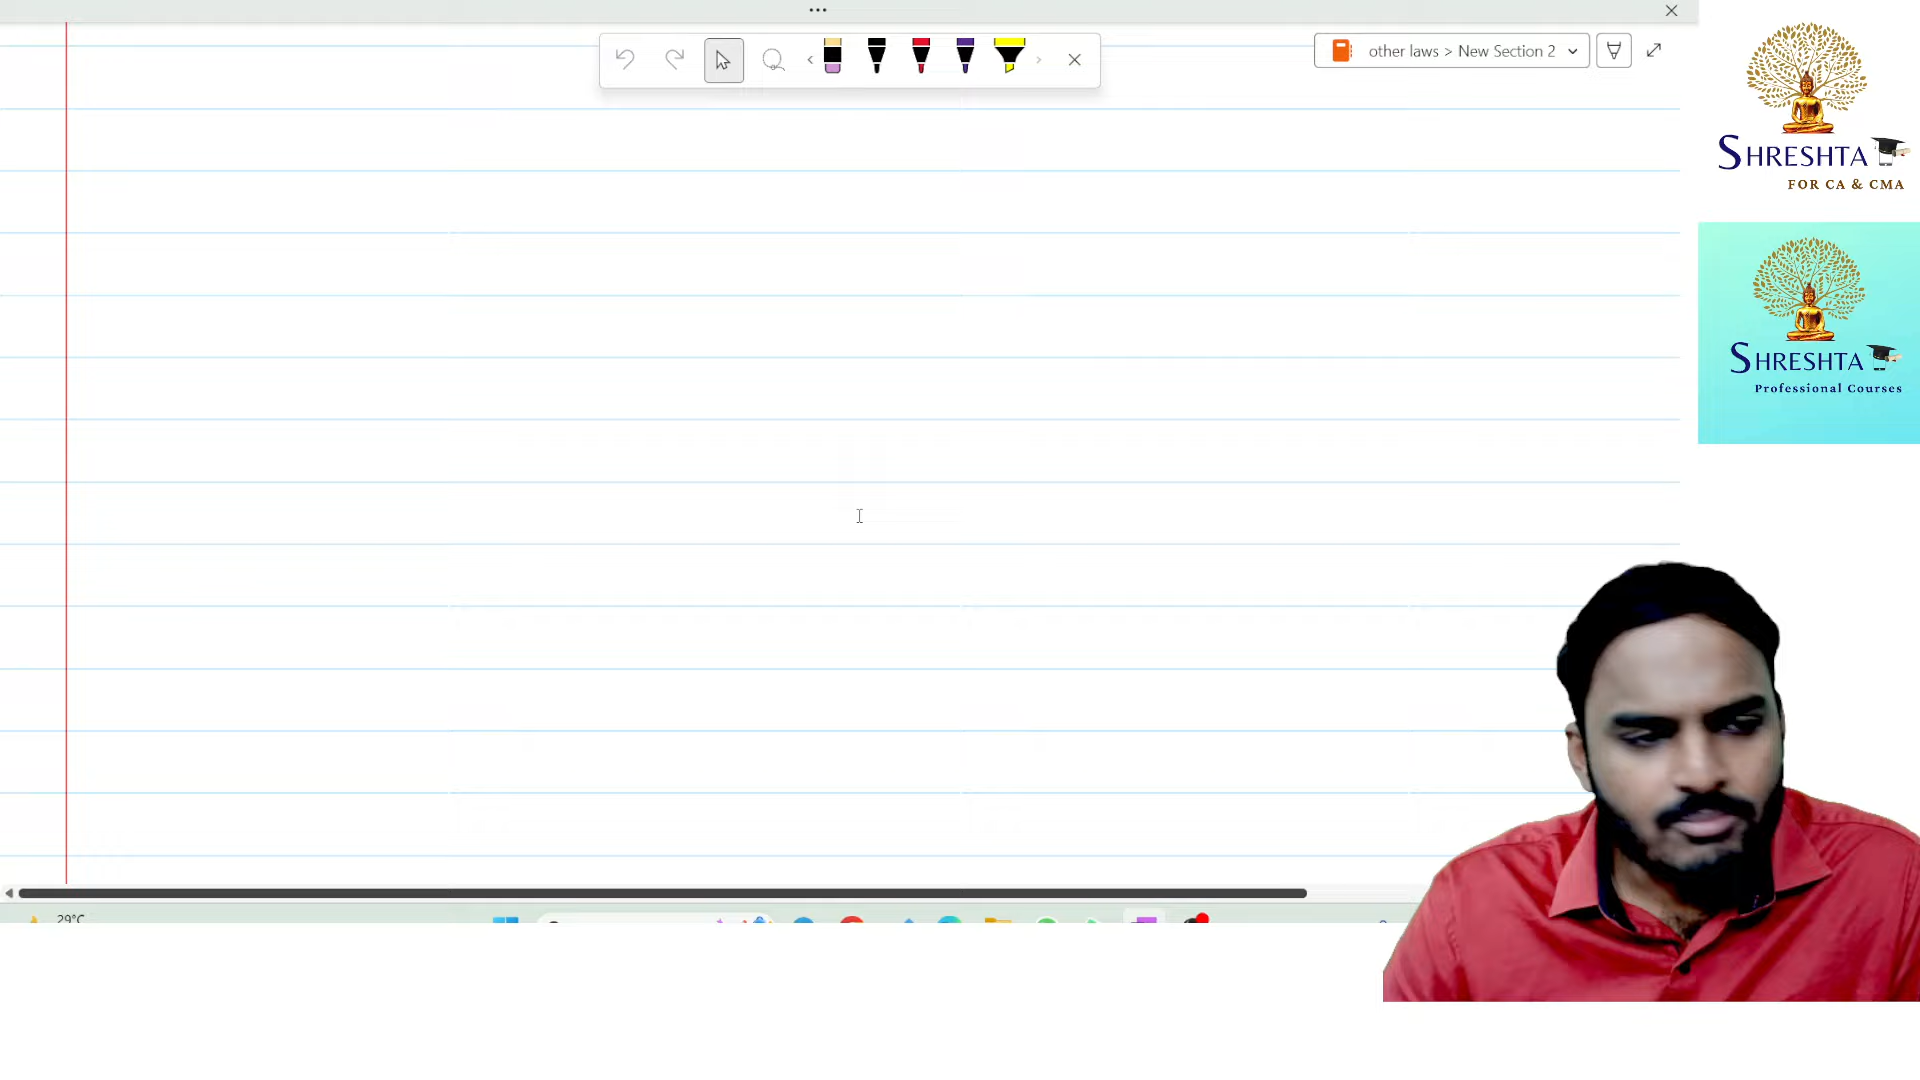 other laws > New Section 2
SHRESHTA
FOR CA & CMA
SHRESHTA
Professional Courses
29°C